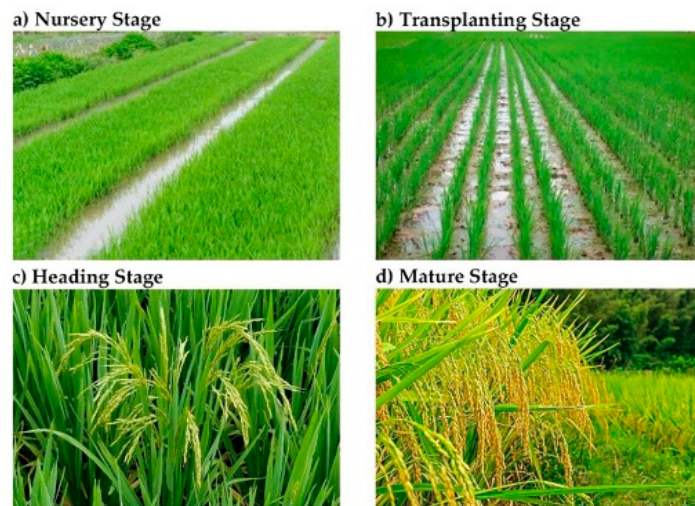 a) Nursery Stage
b) Transplanting Stage
c) Heading Stage
d) Mature Stage